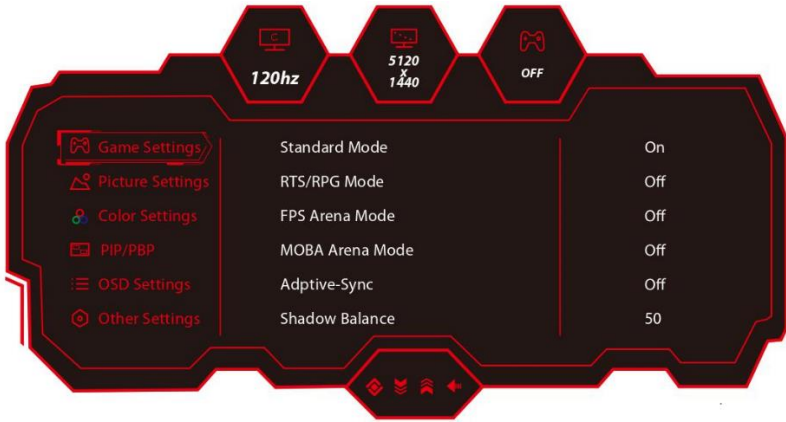 C
120hz
5120
x
1440
OFF
Game Settings
Standard Mode
On
Picture Settings
RTS/RPG Mode
Off
Color Settings
FPS Arena Mode
Off
PIP/PBP
MOBA Arena Mode
Off
OSD Settings
Adptive-Sync
Off
Other Settings
Shadow Balance
50